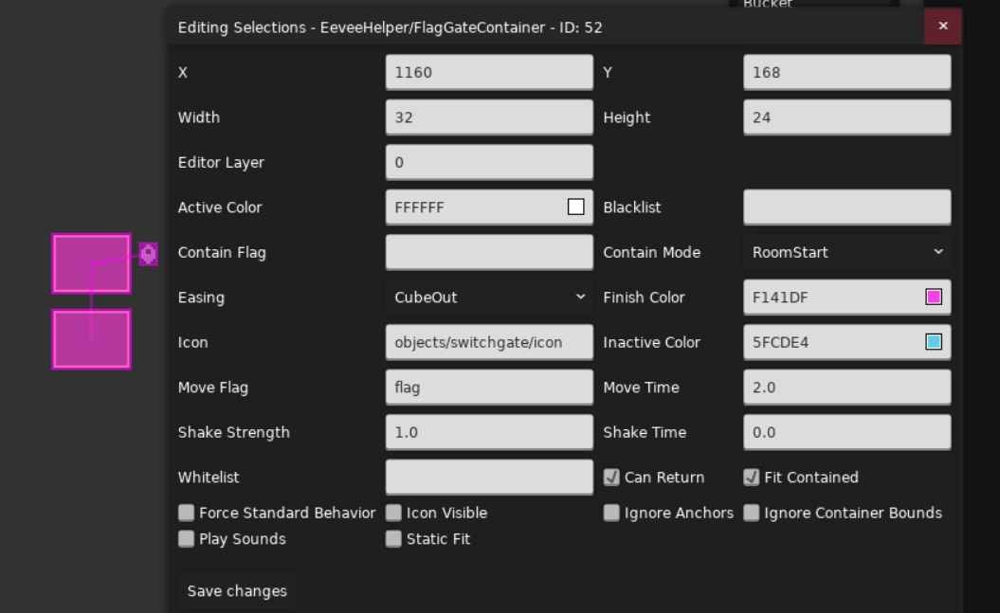 Bucket
Editing Selections - EeveeHelper/FlagGateContainer - ID: 52 ×
X 1160 Y 168
Width 32 Height 24
Editor Layer 0
Active Color FFFFFF Blacklist
Contain Flag Contain Mode RoomStart
Easing CubeOut Finish Color F141DF
Icon objects/switchgate/icon Inactive Color 5FCDE4
Move Flag flag Move Time 2.0
Shake Strength 1.0 Shake Time 0.0
Whitelist Can Return Fit Contained
Force Standard Behavior Icon Visible Ignore Anchors Ignore Container Bounds
Play Sounds Static Fit
Save changes